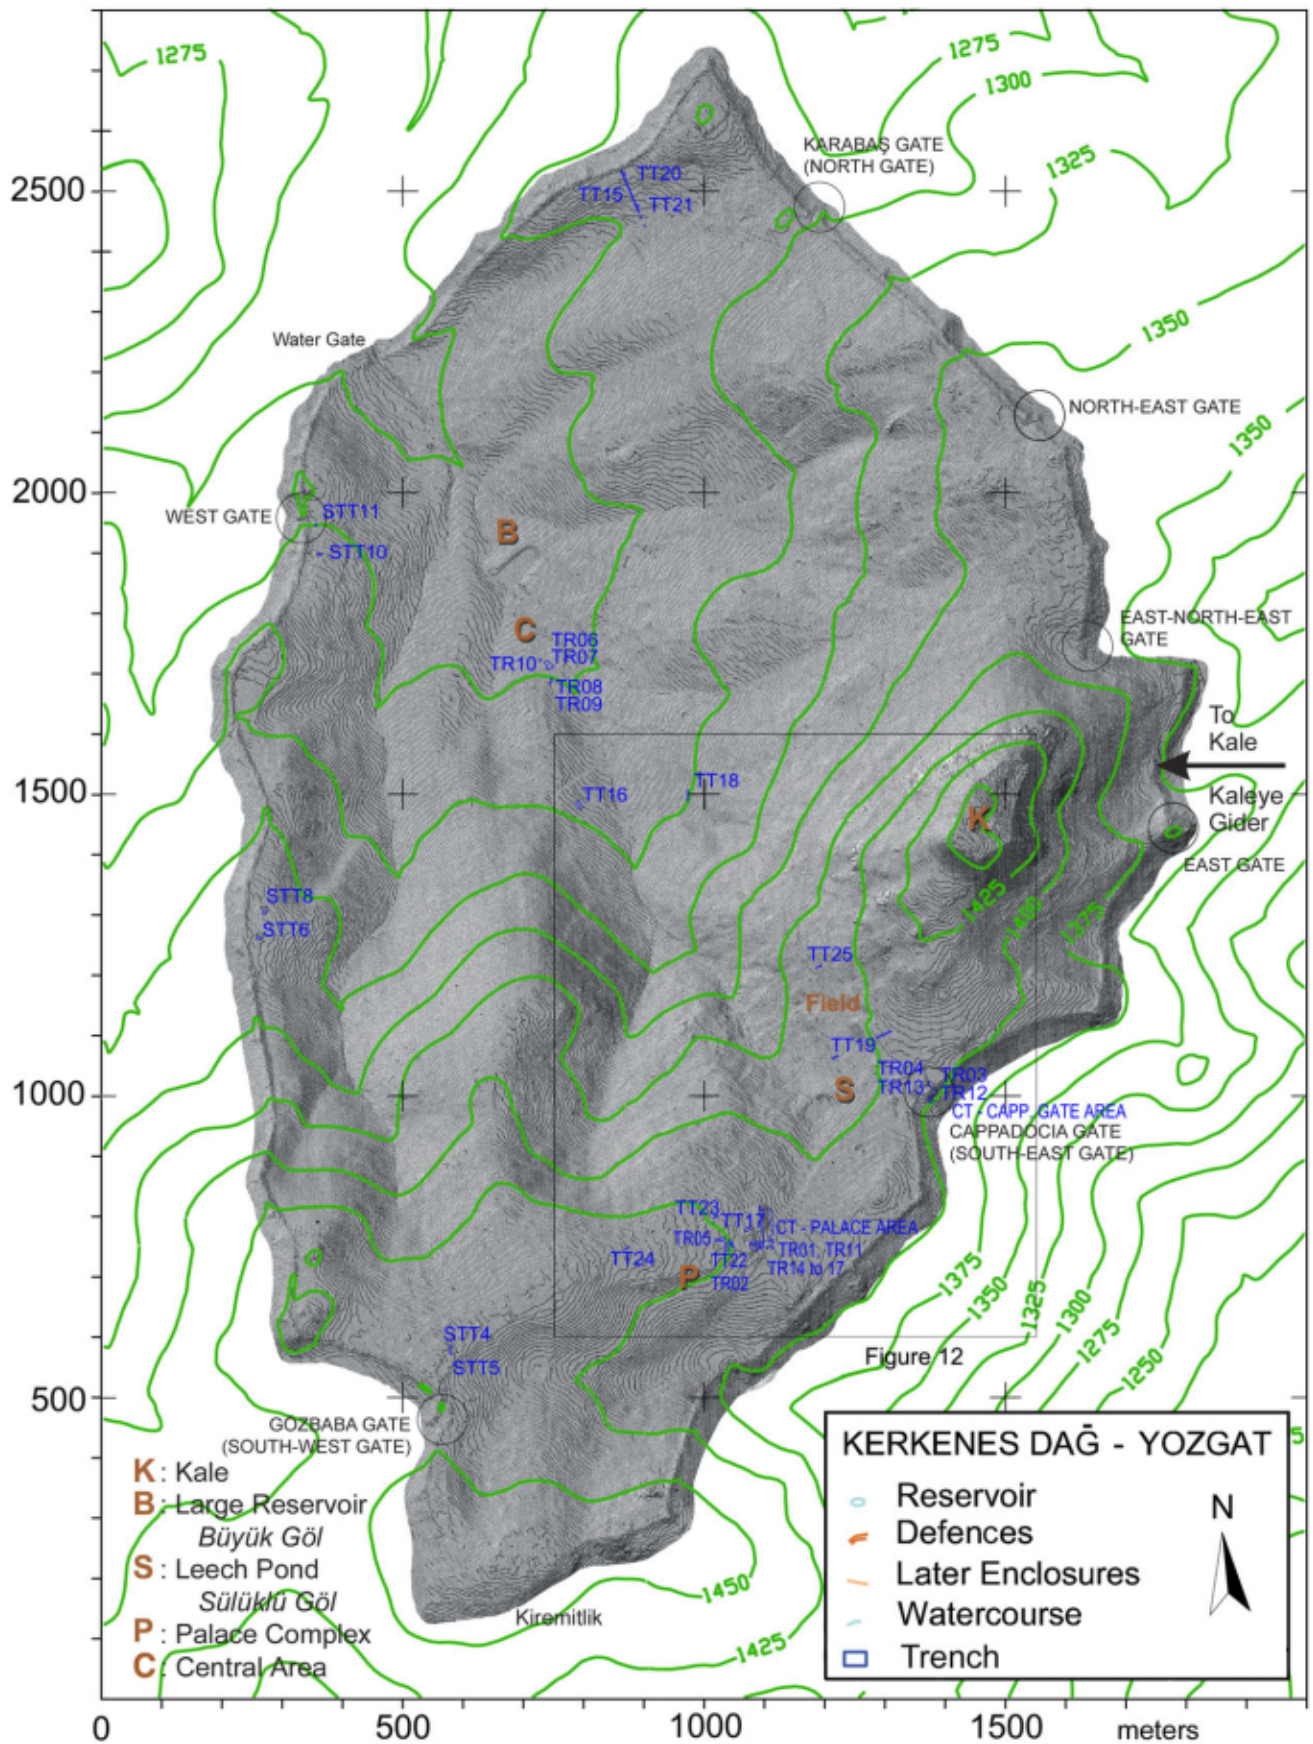 1275
1275
1300
KARABAŞ GATE
(NORTH GATE)
1325
2500
TT20
TT15
TT21
1350
Water Gate
NORTH-EAST GATE
1350
2000
WEST GATE
STT11
STT10
B
EAST-NORTH-EAST
GATE
C
TR06
TR10
TR07
TR08
TR09
To
Kale
1500
TT16
TT18
K
Kaleye
Gider
EAST GATE
1425
1400
1375
STT8
STT6
TT25
Field
TT19
1000
S
TR04
TR13
TR03
TR12
CT - CAPP. GATE AREA
CAPPADOCIA GATE
(SOUTH-EAST GATE)
TT23
TT17
CT - PALACE AREA
TR05
TR01, TR11
TT24
TT22
TR14 to 17
P
TR02
1375
1350
1325
1300
1275
1250
STT4
STT5
Figure 12
500
GÖZBABA GATE
(SOUTH-WEST GATE)
K : Kale
B : Large Reservoir
Büyük Göl
S : Leech Pond
Sülüklü Göl
P : Palace Complex
C : Central Area
Kiremitlik
1450
1425
5
KERKENES DAĞ - YOZGAT
Reservoir
Defences
Later Enclosures
Watercourse
Trench
N
0
500
1000
1500
meters